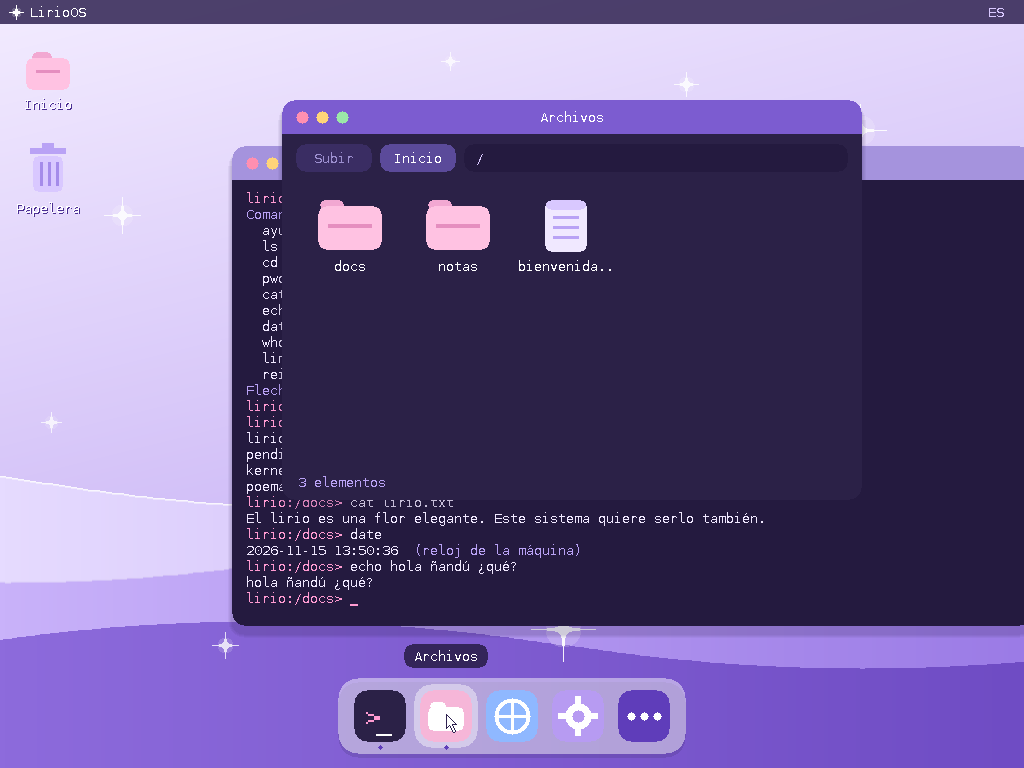 LirioOS
ES
Inicio
Papelera
Archivos
Subir
Inicio
/
docs
notas
bienvenida..
3 elementos
ls
cd
lirio:/docs> cat lirio.txt
El lirio es una flor elegante. Este sistema quiere serlo también.
lirio:/docs> date
2026-11-15 13:50:36 (reloj de la máquina)
lirio:/docs> echo hola ñandú ¿qué?
hola ñandú ¿qué?
lirio:/docs> _
Archivos
>_